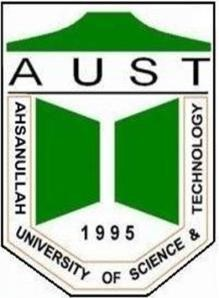 AUST
AHSANULLAH
UNIVERSITY OF SCIENCE &
TECHNOLOGY
1995